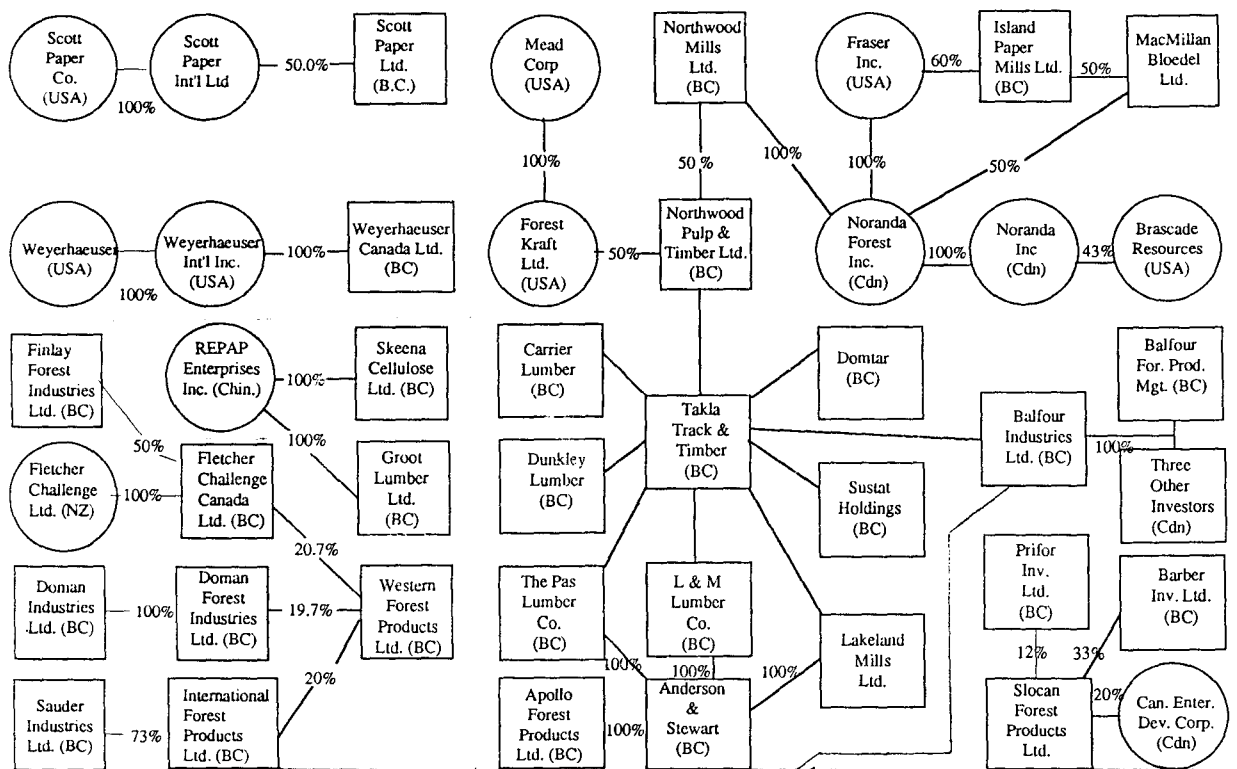 Scott
Paper
Co.
(USA)
100%
Scott
Paper
Int'l Ltd
50.0%
Scott
Paper
Ltd.
(B.C.)
Mead
Corp
(USA)
100%
Northwood
Mills
Ltd.
(BC)
50 %
100%
Fraser
Inc.
(USA)
60%
100%
Island
Paper
Mills Ltd.
(BC)
50%
MacMillan
Bloedel
Ltd.
50%
Weyerhaeuser
(USA)
100%
Weyerhaeuser
Int'l Inc.
(USA)
100%
Weyerhaeuser
Canada Ltd.
(BC)
Forest
Kraft
Ltd.
(USA)
50%
Northwood
Pulp &
Timber Ltd.
(BC)
Noranda
Forest
Inc.
(Cdn)
100%
Noranda
Inc
(Cdn)
43%
Brascade
Resources
(USA)
Finlay
Forest
Industries
Ltd. (BC)
50%
REPAP
Enterprises
Inc. (Chin.)
100%
100%
Skeena
Cellulose
Ltd. (BC)
Carrier
Lumber
(BC)
Domtar
(BC)
Balfour
For. Prod.
Mgt. (BC)
Takla
Track &
Timber
(BC)
Balfour
Industries
Ltd. (BC)
100%
Fletcher
Challenge
Ltd. (NZ)
100%
Fletcher
Challenge
Canada
Ltd. (BC)
20.7%
Groot
Lumber
Ltd.
(BC)
Dunkley
Lumber
(BC)
Sustat
Holdings
(BC)
Three
Other
Investors
(Cdn)
Doman
Industries
Ltd. (BC)
100%
Doman
Forest
Industries
Ltd. (BC)
19.7%
Western
Forest
Products
Ltd. (BC)
20%
The Pas
Lumber
Co.
(BC)
100%
L & M
Lumber
Co.
(BC)
100%
Lakeland
Mills
Ltd.
100%
Prifor
Inv.
Ltd.
(BC)
12%
Barber
Inv. Ltd.
(BC)
33%
Sauder
Industries
Ltd. (BC)
73%
International
Forest
Products
Ltd. (BC)
Apollo
Forest
Products
Ltd. (BC)
100%
Anderson
&
Stewart
(BC)
Slocan
Forest
Products
Ltd.
20%
Can. Enter.
Dev. Corp.
(Cdn)